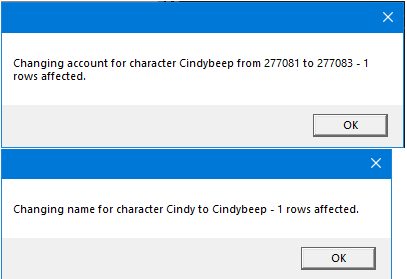 Changing account for character Cindybeep from 277081 to 277083 - 1
rows affected.
OK
Changing name for character Cindy to Cindybeep - 1 rows affected.
OK